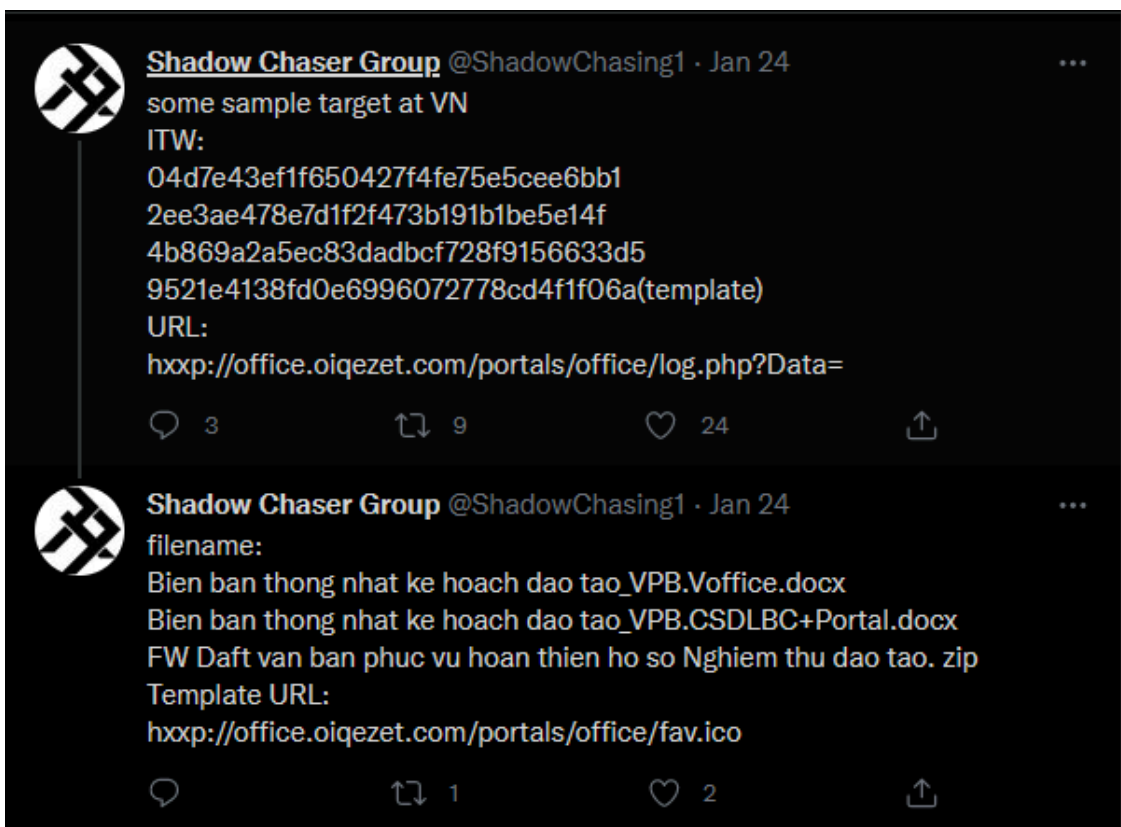 Shadow Chaser Group @ShadowChasing1 · Jan 24
some sample target at VN
ITW:
04d7e43ef1f650427f4fe75e5cee6bb1
2ee3ae478e7d1f2f473b191b1be5e14f
4b869a2a5ec83dadbcf728f9156633d5
9521e4138fd0e6996072778cd4f1f06a(template)
URL:
hxxp://office.oiqezet.com/portals/office/log.php?Data=
3 9 24
Shadow Chaser Group @ShadowChasing1 · Jan 24
filename:
Bien ban thong nhat ke hoach dao tao_VPB.Voffice.docx
Bien ban thong nhat ke hoach dao tao_VPB.CSDLBC+Portal.docx
FW Daft van ban phuc vu hoan thien ho so Nghiem thu dao tao. zip
Template URL:
hxxp://office.oiqezet.com/portals/office/fav.ico
1 2